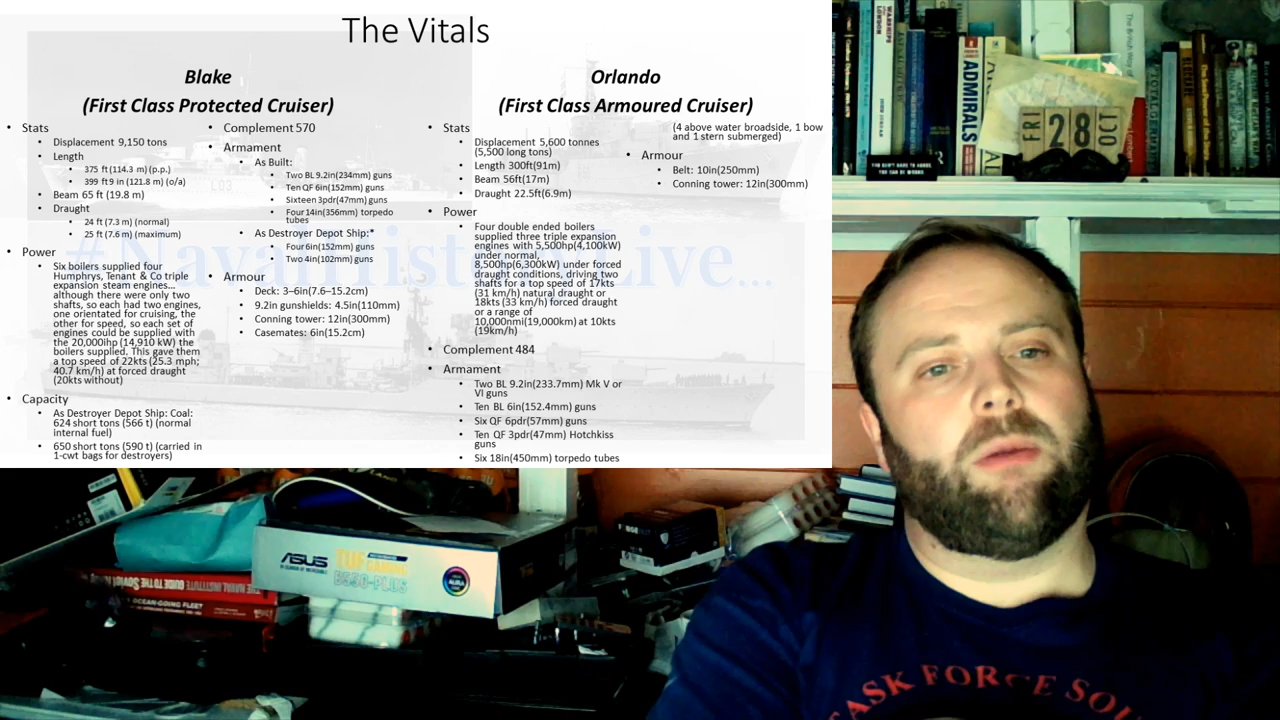 The Vitals
Blake
(First Class Protected Cruiser)
• Stats
• Displacement 9,150 tons
• Length
• 375 ft (114.3 m) (p.p.)
• 399 ft 9 in (121.8 m) (o/a)
• Beam 65 ft (19.8 m)
• Draught
• 24 ft (7.3 m) (normal)
• 25 ft (7.6 m) (maximum)
• Power
• Six boilers supplied four
Humphrys, Tenant & Co triple
expansion steam engines...
although there were only two
shafts, so each had two engines,
one orientated for cruising, the
other for speed, so each set of
engines could be supplied with
the 20,000ihp (14,910 kW) the
boilers supplied. This gave them
a top speed of 22kts (25.3 mph;
40.7 km/h) at forced draught
(20kts without)
• Capacity
• As Destroyer Depot Ship: Coal:
624 short tons (566 t) (normal
internal fuel)
• 650 short tons (590 t) (carried in
1-cwt bags for destroyers)
• Complement 570
• Armament
• As Built:
• Two BL 9.2in(234mm) guns
• Ten QF 6in(152mm) guns
• Sixteen 3pdr(47mm) guns
• Four 14in(356mm) torpedo
tubes
• As Destroyer Depot Ship:*
• Four 6in(152mm) guns
• Two 4in(102mm) guns
• Armour
• Deck: 3–6in(7.6–15.2cm)
• 9.2in gunshields: 4.5in(110mm)
• Conning tower: 12in(300mm)
• Casemates: 6in(15.2cm)
Orlando
(First Class Armoured Cruiser)
• Stats
Displacement 5,600 tonnes
(5,500 long tons)
• Length 300ft(91m)
• Beam 56ft(17m)
• Draught 22.5ft(6.9m)
• Power
• Four double ended boilers
supplied three triple expansion
engines with 5,500hp(4,100kW)
under normal,
8,500hp(6,300kW) under forced
draught conditions, driving two
shafts for a top speed of 17kts
(31 km/h) natural draught or
18kts (33 km/h) forced draught
or a range of
10,000nmi(19,000km) at 10kts
(19km/h)
• Complement 484
• Armament
• Two BL 9.2in(233.7mm) Mk V or
VI guns
• Ten BL 6in(152.4mm) guns
• Six QF 6pdr(57mm) guns
• Ten QF 3pdr(47mm) Hotchkiss
guns
• Six 18in(450mm) torpedo tubes
(4 above water broadside, 1 bow
and 1 stern submerged)
• Armour
• Belt: 10in(250mm)
• Conning tower: 12in(300mm)
L03
ADMIRALS
FRI 28 OCT
ASUS
TUF GAMING
B550-PLUS
AURA
GUIDE TO THE SOVIET
OCEAN-GOING FLEET
TASK FORCE